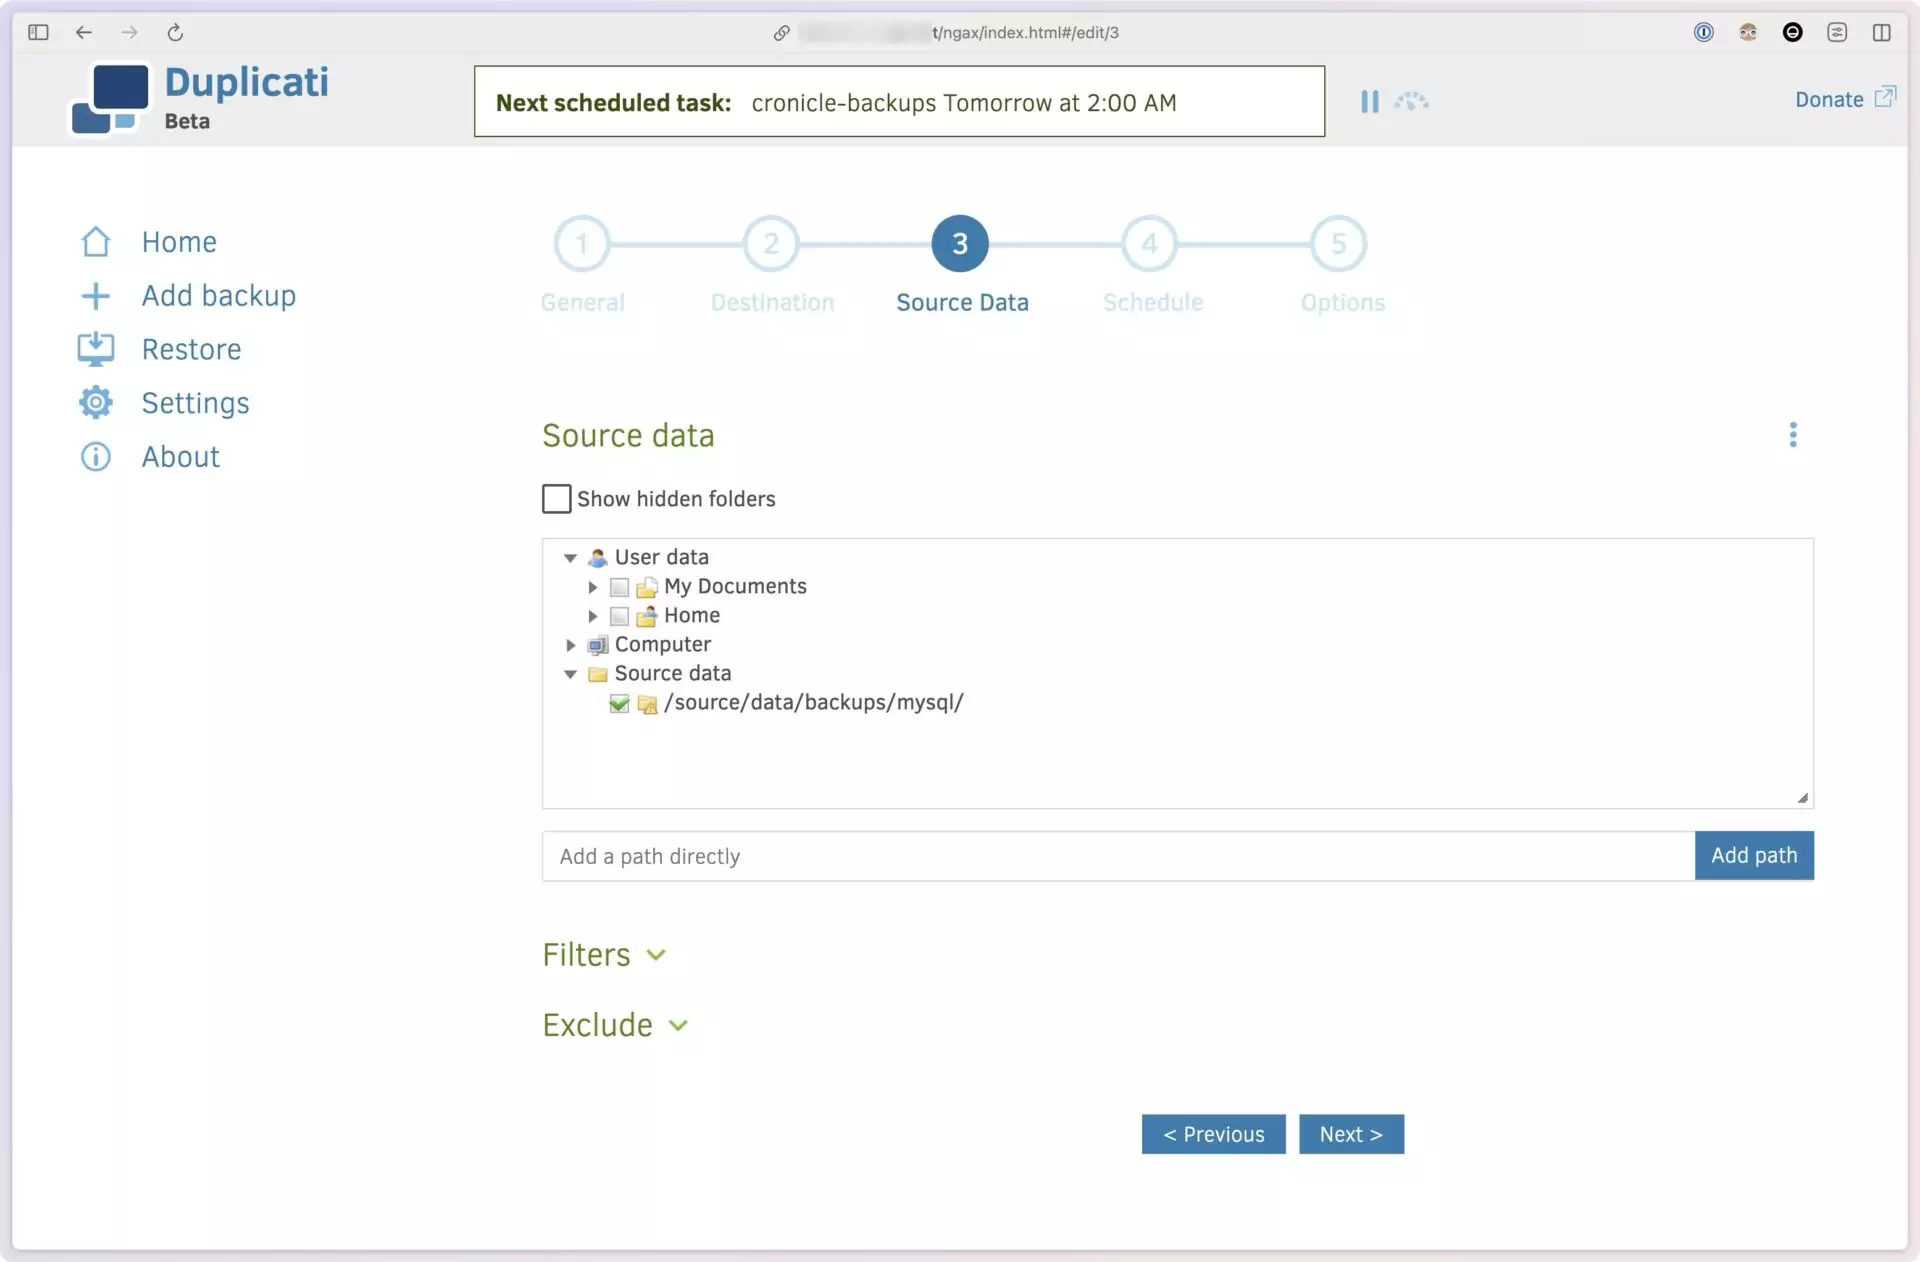 t/ngax/index.html#/edit/3
Duplicati
Beta
Next scheduled task: cronicle-backups Tomorrow at 2:00 AM
Donate
Home
Add backup
Restore
Settings
About
1
2
3
4
5
General
Destination
Source Data
Schedule
Options
Source data
Show hidden folders
User data
My Documents
Home
Computer
Source data
/source/data/backups/mysql/
Add a path directly
Add path
Filters
Exclude
< Previous
Next >